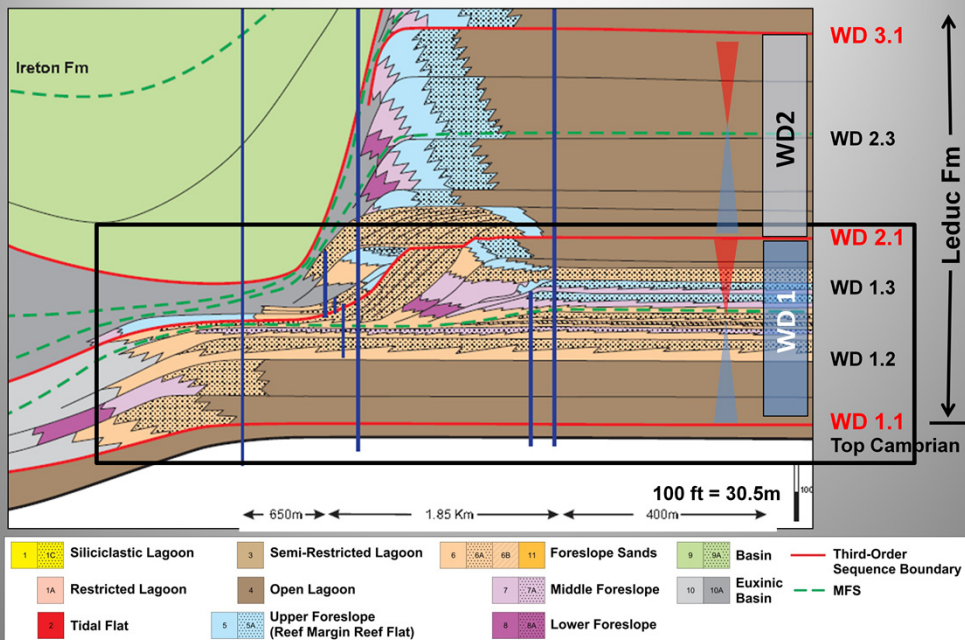 WD 3.1
Ireton Fm
WD2
WD 2.3
Leduc Fm
WD 2.1
WD 1.3
WD 1
WD 1.2
WD 1.1
Top Cambrian
100 ft = 30.5m
100
650m
1.85 Km
400m
1 1C Siliciclastic Lagoon
3 Semi-Restricted Lagoon
6 6A 6B 11 Foreslope Sands
9 9A Basin
Third-Order
Sequence Boundary
1A Restricted Lagoon
4 Open Lagoon
7 7A Middle Foreslope
10 10A Euxinic
Basin
MFS
2 Tidal Flat
5 5A Upper Foreslope
(Reef Margin Reef Flat)
8 8A Lower Foreslope